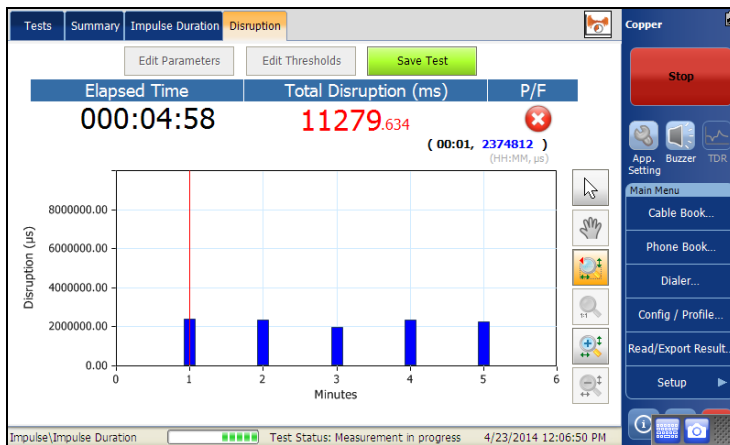 Tests Summary Impulse Duration Disruption
Copper
Edit Parameters Edit Thresholds Save Test
Stop
Elapsed Time Total Disruption (ms) P/F
000:04:58 11279.634
( 00:01, 2374812 )
(HH:MM, µs)
App. Setting Buzzer TDR
Main Menu
Cable Book...
Phone Book...
Dialer...
Config / Profile...
Read/Export Result...
Setup
Disruption (µs)
8000000.00
6000000.00
4000000.00
2000000.00
0.00
0 1 2 3 4 5 6
Minutes
1:1
Impulse\Impulse Duration Test Status: Measurement in progress 4/23/2014 12:06:50 PM